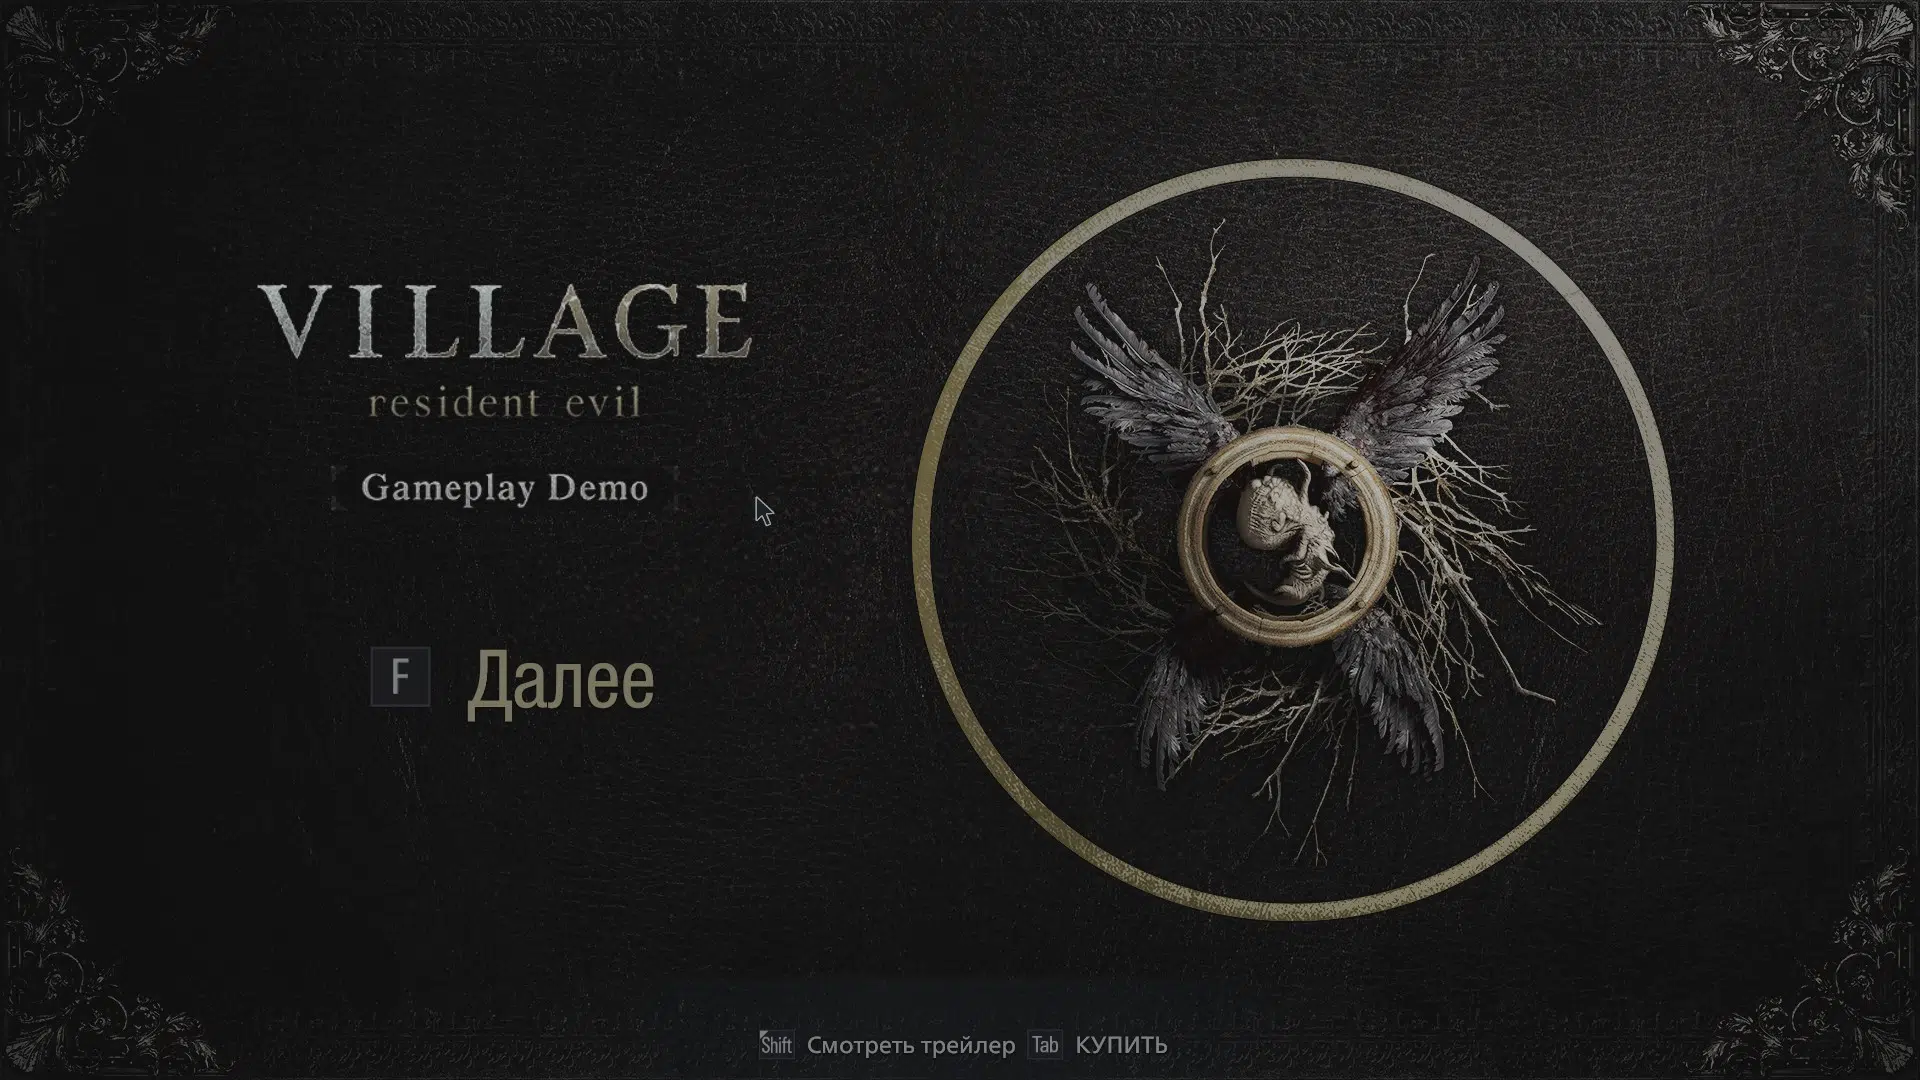 VILLAGE
resident evil
Gameplay Demo
F Далее
Shift Смотреть трейлер Tab КУПИТЬ